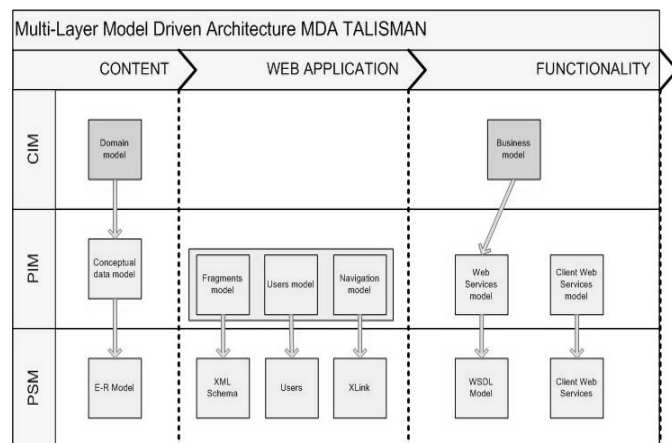 Multi-Layer Model Driven Architecture MDA TALISMAN
CONTENT
WEB APPLICATION
FUNCTIONALITY
CIM
Domain
model
Business
model
PIM
Conceptual
data model
Fragments
model
Users model
Navigation
model
Web
Services
model
Client Web
Services
model
PSM
E-R Model
XML
Schema
Users
XLink
WSDL
Model
Client Web
Services